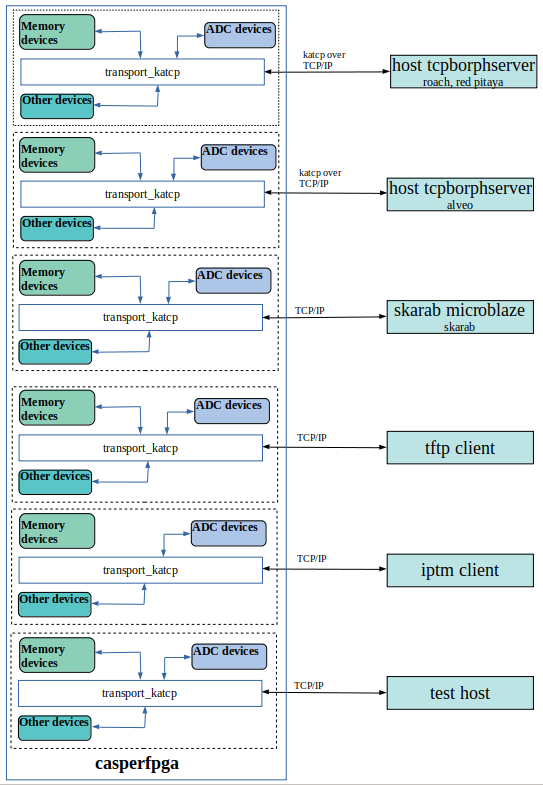 Memory
devices
ADC devices
transport_katcp
Other devices
katcp over
TCP/IP
host tcpborphserver
roach, red pitaya
Memory
devices
ADC devices
transport_katcp
Other devices
katcp over
TCP/IP
host tcpborphserver
alveo
Memory
devices
ADC devices
transport_katcp
Other devices
TCP/IP
skarab microblaze
skarab
Memory
devices
ADC devices
transport_katcp
Other devices
TCP/IP
tftp client
Memory
devices
ADC devices
transport_katcp
Other devices
TCP/IP
iptm client
Memory
devices
ADC devices
transport_katcp
Other devices
TCP/IP
test host
casperfpga